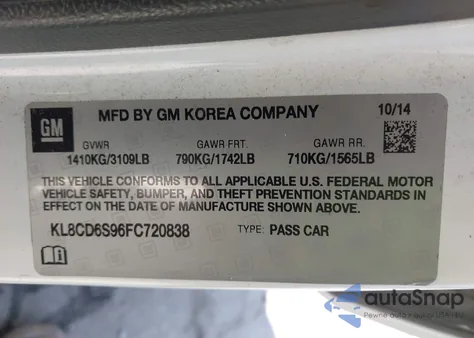 MFD BY GM KOREA COMPANY 10/14
GM
GVWR GAWR FRT. GAWR RR.
1410KG/3109LB 790KG/1742LB 710KG/1565LB
THIS VEHICLE CONFORMS TO ALL APPLICABLE U.S. FEDERAL MOTOR
VEHICLE SAFETY, BUMPER, AND THEFT PREVENTION STANDARDS IN
EFFECT ON THE DATE OF MANUFACTURE SHOWN ABOVE.
KL8CD6S96FC720838 TYPE: PASS CAR
autoSnap